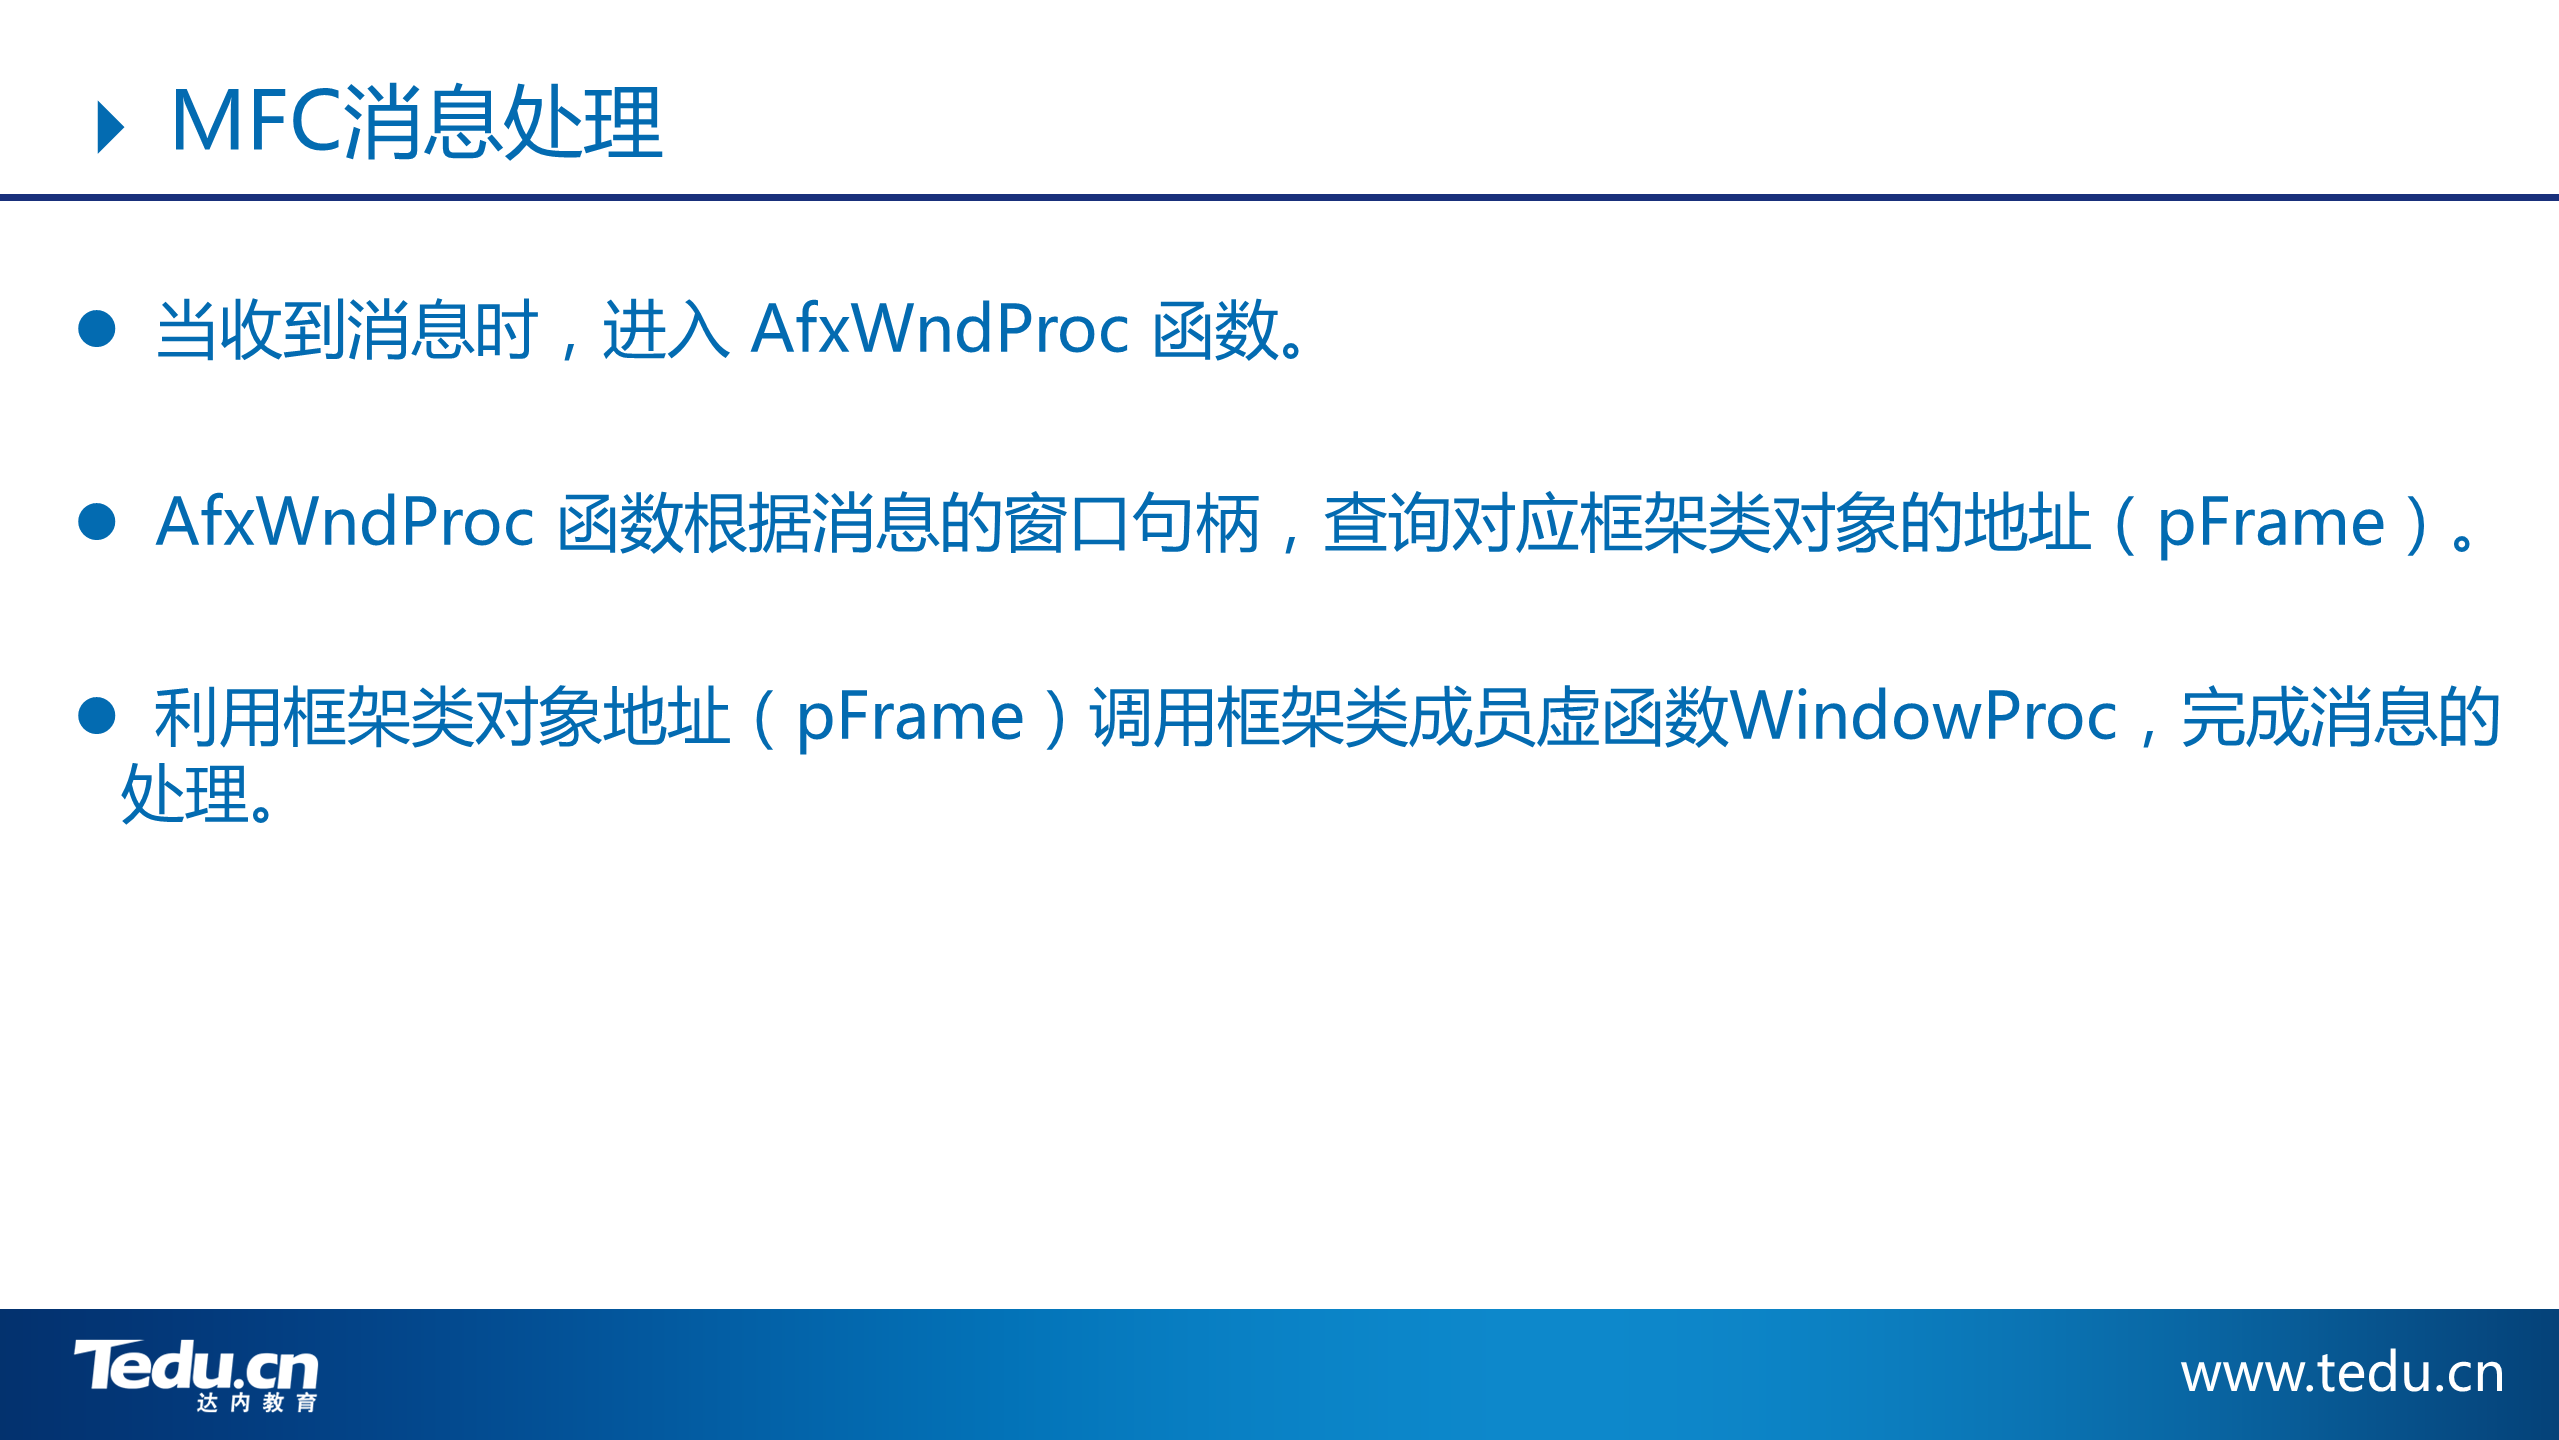 MFC消息处理
当收到消息时，进入 AfxWndProc 函数。
AfxWndProc 函数根据消息的窗口句柄，查询对应框架类对象的地址（pFrame）。
利用框架类对象地址（pFrame）调用框架类成员虚函数WindowProc，完成消息的
处理。
Tedu.cn
达内教育
www.tedu.cn